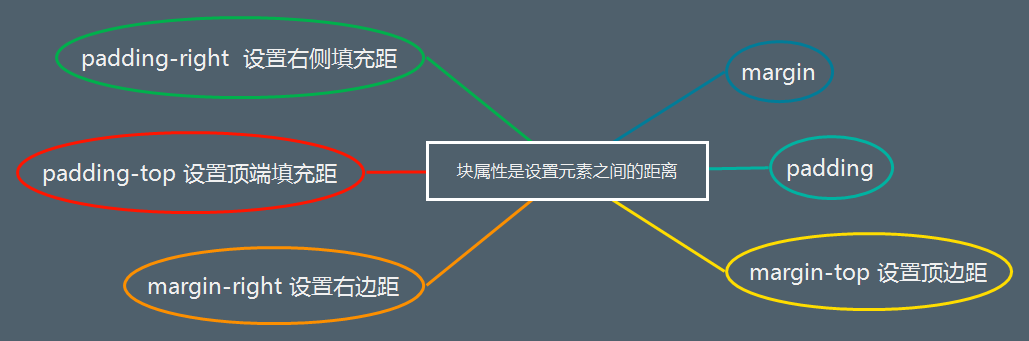 padding-right 设置右侧填充距
margin
padding-top 设置顶端填充距
块属性是设置元素之间的距离
padding
margin-right 设置右边距
margin-top 设置顶边距